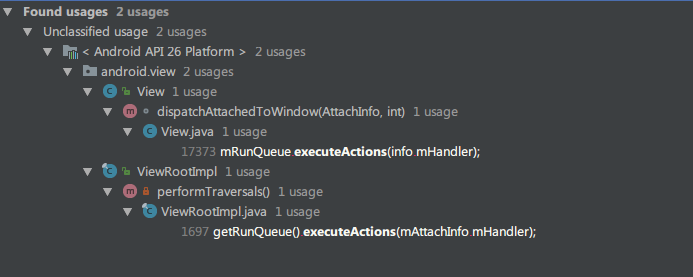 Found usages 2 usages
Unclassified usage 2 usages
< Android API 26 Platform > 2 usages
android.view 2 usages
View 1 usage
dispatchAttachedToWindow(AttachInfo, int) 1 usage
View.java 1 usage
17373 mRunQueue executeActions(info mHandler);
ViewRootImpl 1 usage
performTraversals() 1 usage
ViewRootImpl.java 1 usage
1697 getRunQueue() executeActions(mAttachInfo mHandler);